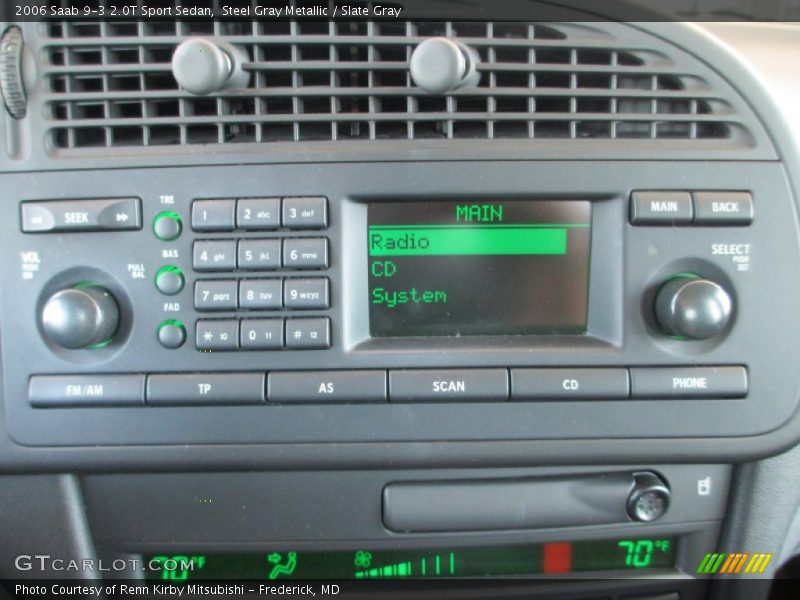 2006 Saab 9-3 2.0T Sport Sedan, Steel Gray Metallic / Slate Gray
SEEK
TRE
1 2 abc 3 def
MAIN
MAIN BACK
VOL
PUSH
ON
BAS
PULL
BAL
4 ghi 5 jkl 6 mno
Radio
SELECT
PUSH
SET
CD
FAD
7 pqrs 8 tuv 9 wxyz
System
* 10 0 11 # 12
FM/AM TP AS SCAN CD PHONE
70°F 70°F
GTCARLOT.COM
Photo Courtesy of Renn Kirby Mitsubishi - Frederick, MD